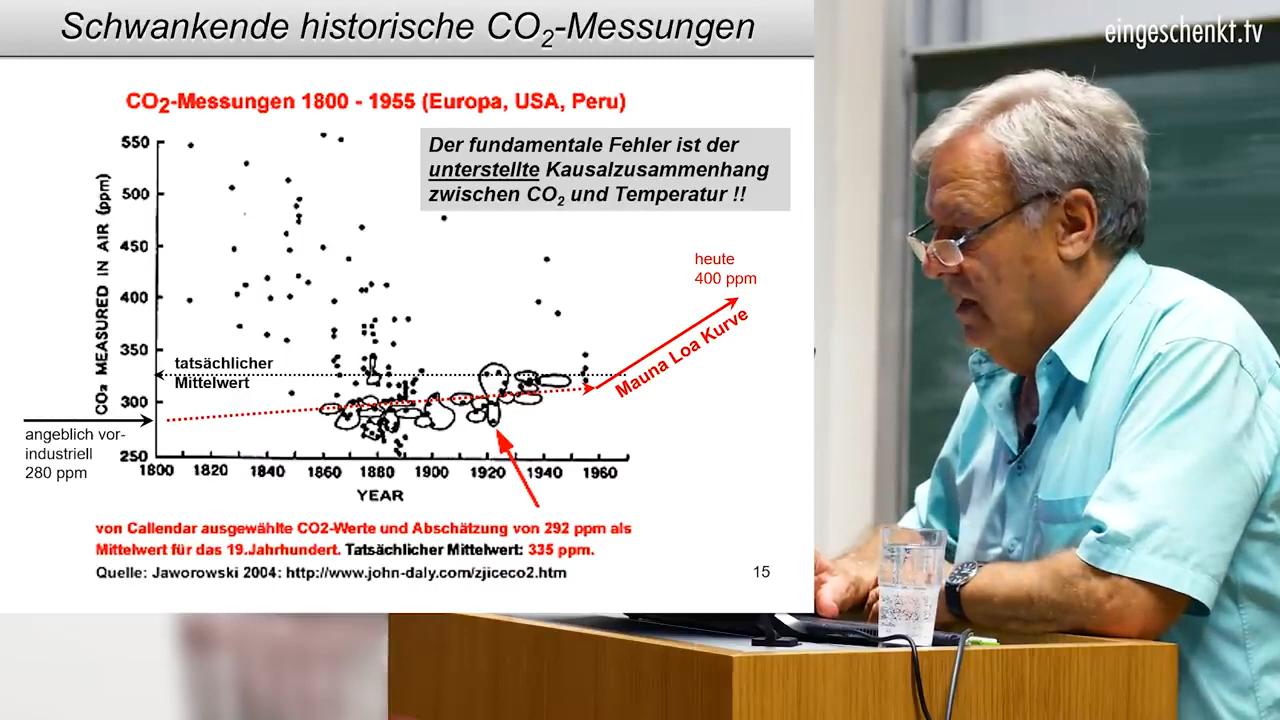 Schwankende historische CO2-Messungen
eingeschenkt.tv
CO2-Messungen 1800 - 1955 (Europa, USA, Peru)
Der fundamentale Fehler ist der
unterstellte Kausalzusammenhang
zwischen CO2 und Temperatur !!
CO2 MEASURED IN AIR (ppm)
550
500
450
400
350
300
250
heute
400 ppm
Mauna Loa Kurve
tatsächlicher
Mittelwert
angeblich vor-
industriell
280 ppm
1800 1820 1840 1860 1880 1900 1920 1940 1960
YEAR
von Callendar ausgewählte CO2-Werte und Abschätzung von 292 ppm als
Mittelwert für das 19.Jahrhundert. Tatsächlicher Mittelwert: 335 ppm.
Quelle: Jaworowski 2004: http://www.john-daly.com/zjiceco2.htm
15